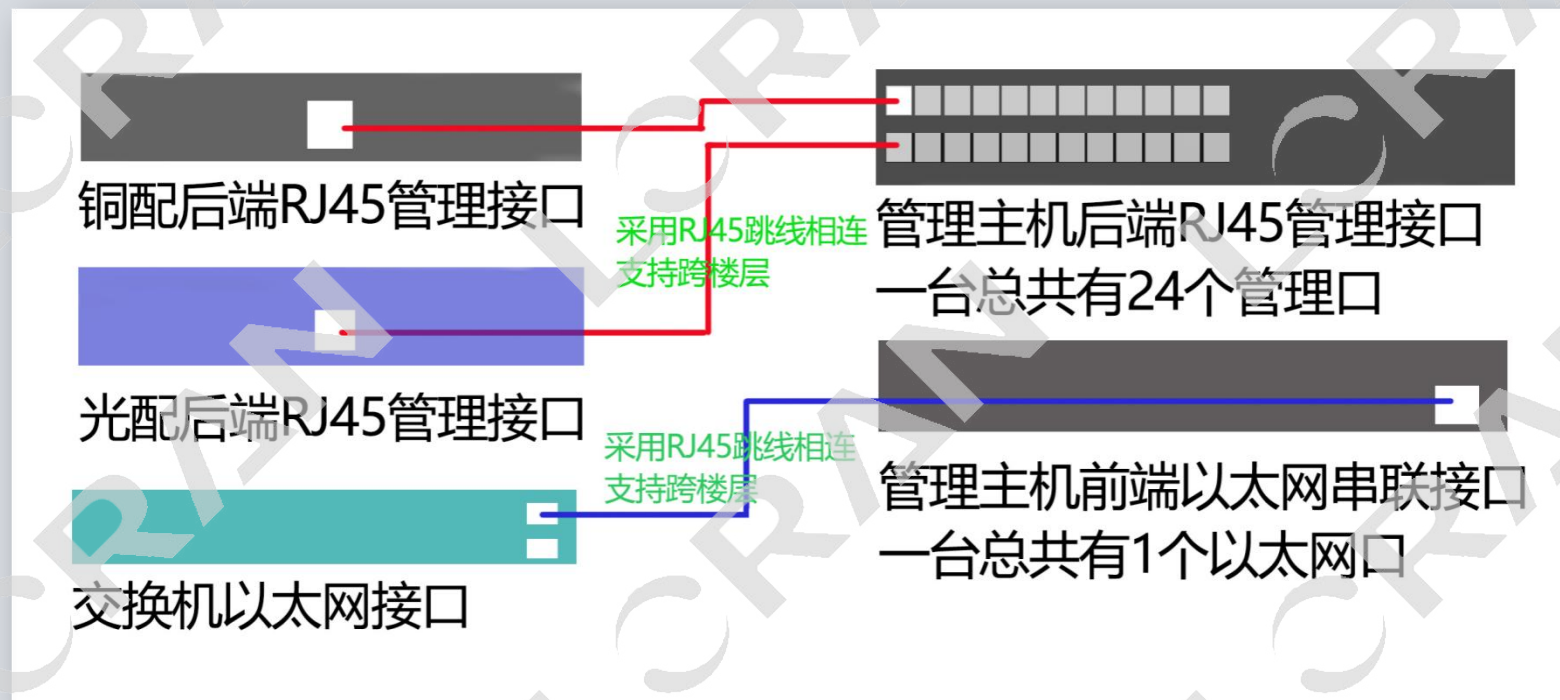 铜配后端RJ45管理接口
采用RJ45跳线相连
支持跨楼层
管理主机后端RJ45管理接口
一台总共有24个管理口
光配后端RJ45管理接口
采用RJ45跳线相连
支持跨楼层
管理主机前端以太网串联接口
一台总共有1个以太网口
交换机以太网接口